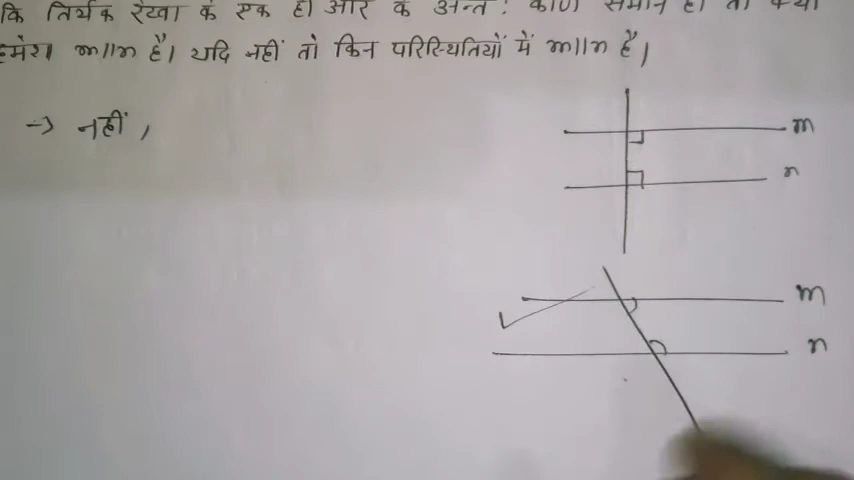 कि तिर्यक रेखा के एक ही ओर के अन्त: कोण समान हो तो क्या
हमेशा m//n है। यदि नहीं तो किन परिस्थितियों में m||n है।
-> नहीं,
m
n
m
n